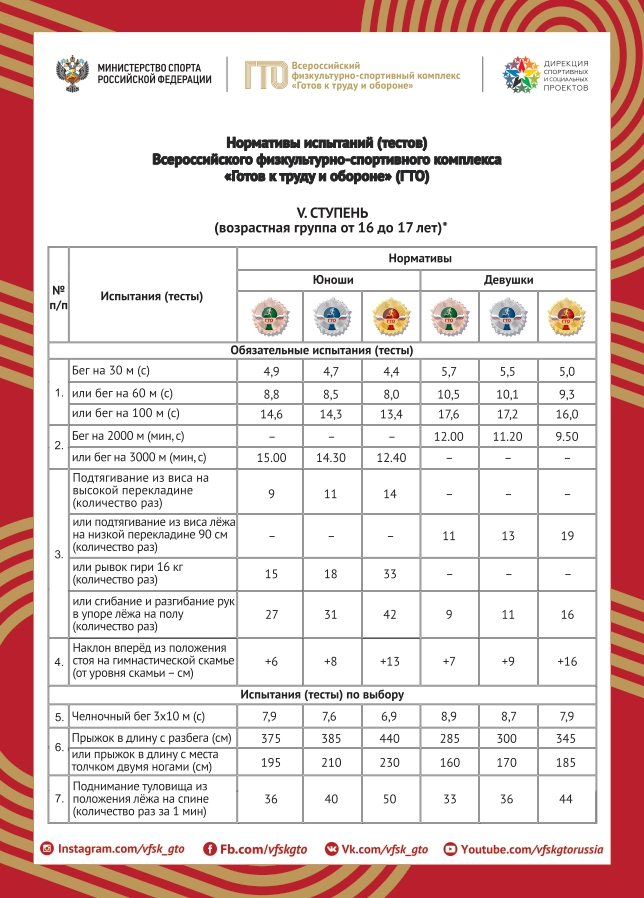 МИНИСТЕРСТВО СПОРТА
РОССИЙСКОЙ ФЕДЕРАЦИИ
ГТО
Всероссийский
физкультурно-спортивный комплекс
«Готов к труду и обороне»
ДИРЕКЦИЯ
СПОРТИВНЫХ
И СОЦИАЛЬНЫХ
ПРОЕКТОВ
Нормативы испытаний (тестов)
Всероссийского физкультурно-спортивного комплекса
«Готов к труду и обороне» (ГТО)
V. СТУПЕНЬ
(возрастная группа от 16 до 17 лет)*
№
п/п
Испытания (тесты)
Нормативы
Юноши Девушки
ГТО ГТО ГТО ГТО ГТО ГТО
Обязательные испытания (тесты)
1.
Бег на 30 м (с) 4,9 4,7 4,4 5,7 5,5 5,0
или бег на 60 м (с) 8,8 8,5 8,0 10,5 10,1 9,3
или бег на 100 м (с) 14,6 14,3 13,4 17,6 17,2 16,0
2.
Бег на 2000 м (мин, с) – – – 12.00 11.20 9.50
или бег на 3000 м (мин, с) 15.00 14.30 12.40 – – –
3.
Подтягивание из виса на
высокой перекладине
(количество раз)
9 11 14 – – –
или подтягивание из виса лёжа
на низкой перекладине 90 см
(количество раз)
– – – 11 13 19
или рывок гири 16 кг
(количество раз)
15 18 33 – – –
или сгибание и разгибание рук
в упоре лёжа на полу
(количество раз)
27 31 42 9 11 16
4.
Наклон вперёд из положения
стоя на гимнастической скамье
(от уровня скамьи – см)
+6 +8 +13 +7 +9 +16
Испытания (тесты) по выбору
5. Челночный бег 3х10 м (с) 7,9 7,6 6,9 8,9 8,7 7,9
6.
Прыжок в длину с разбега (см) 375 385 440 285 300 345
или прыжок в длину с места
толчком двумя ногами (см)
195 210 230 160 170 185
7.
Поднимание туловища из
положения лёжа на спине
(количество раз за 1 мин)
36 40 50 33 36 44
Instagram.com/vfsk_gto Fb.com/vfskgto Vk.com/vfsk_gto Youtube.com/vfskgtorussia